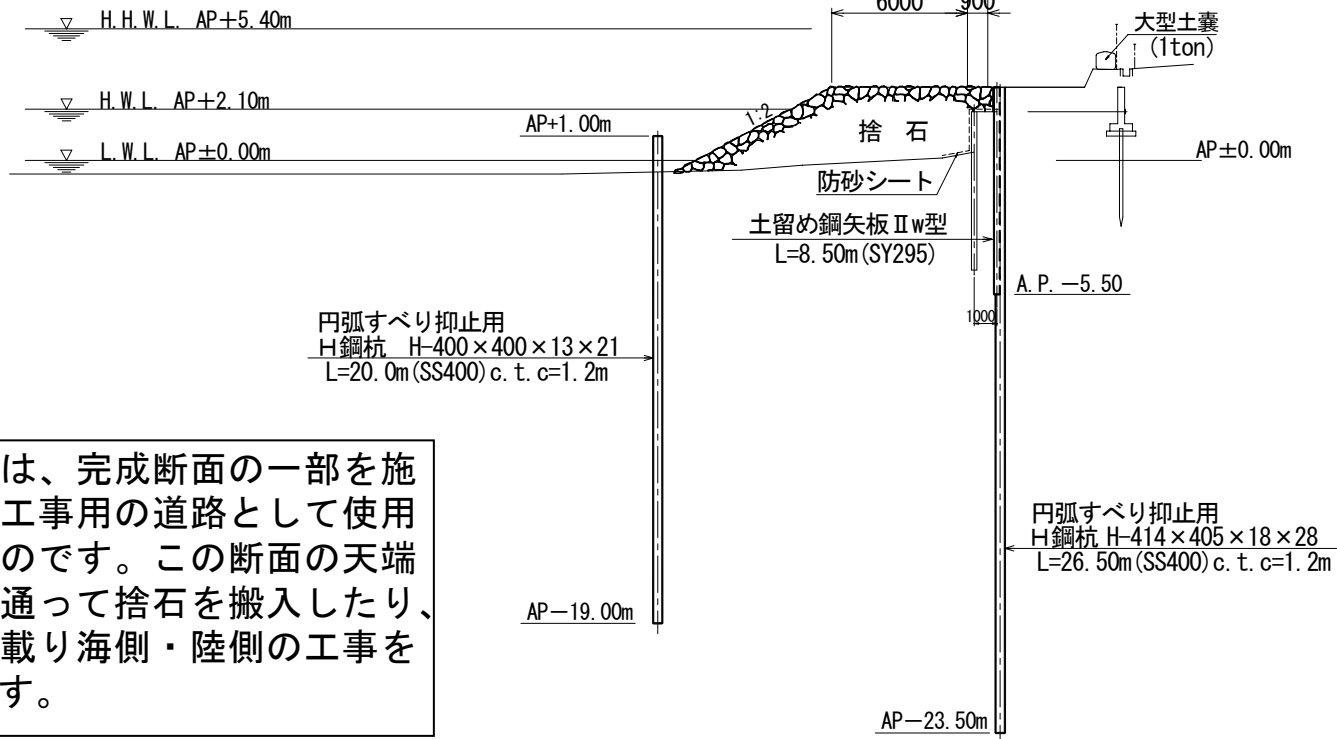 H.H.W.L. AP+5.40m
6000
900
大型土嚢
(1ton)
H.W.L. AP+2.10m
AP+1.00m
1:2
捨 石
L.W.L. AP±0.00m
AP±0.00m
防砂シート
土留め鋼矢板Ⅱw型
L=8.50m(SY295)
A.P.-5.50
1000
円弧すべり抑止用
H鋼杭 H-400×400×13×21
L=20.0m(SS400)c.t.c=1.2m
は、完成断面の一部を施
工事用の道路として使用
のです。この断面の天端
通って捨石を搬入したり、
載り海側・陸側の工事を
す。
円弧すべり抑止用
H鋼杭 H-414×405×18×28
L=26.50m(SS400)c.t.c=1.2m
AP-19.00m
AP-23.50m